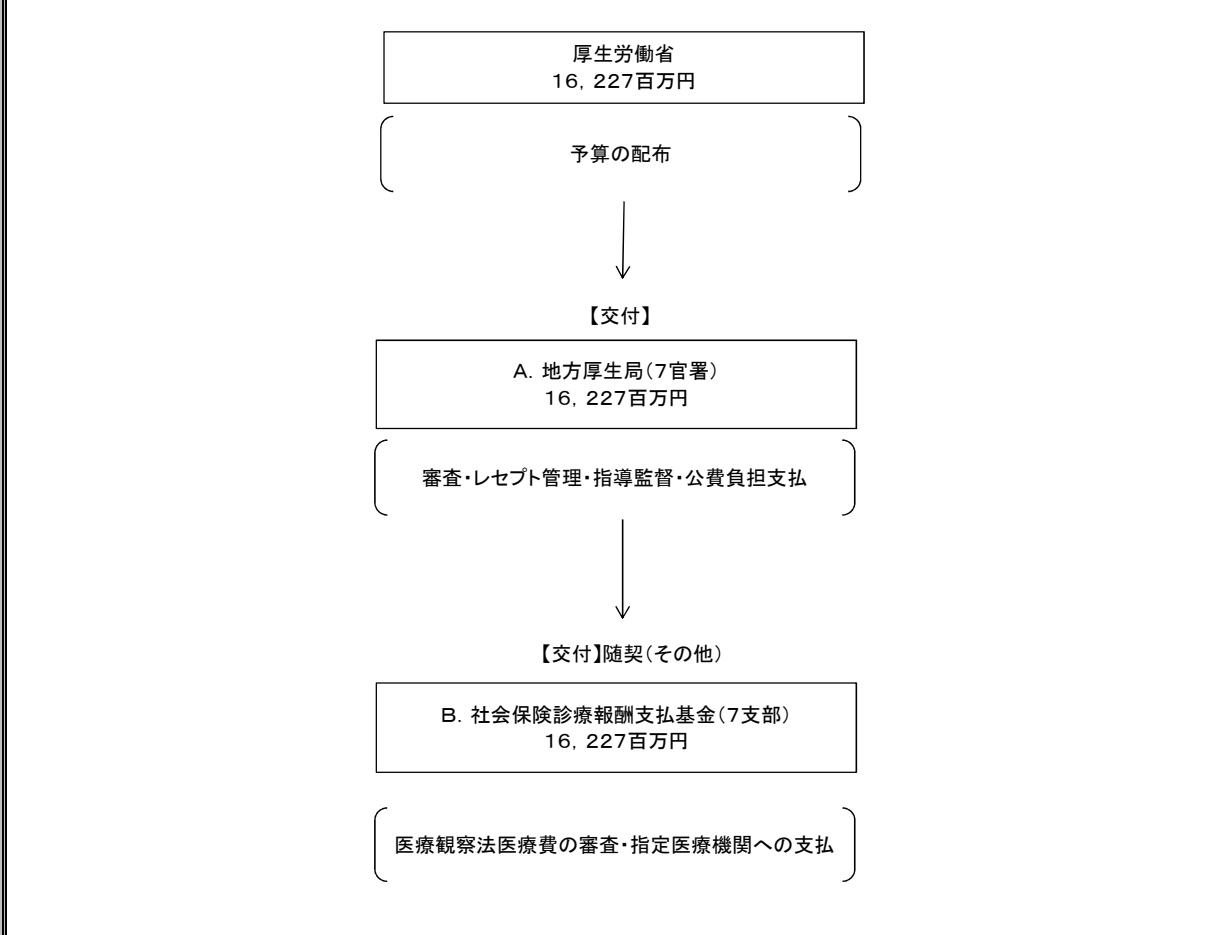 厚生労働省
16，227百万円
予算の配布
【交付】
A．地方厚生局（7官署）
16，227百万円
審査・レセプト管理・指導監督・公費負担支払
【交付】随契（その他）
B．社会保険診療報酬支払基金（7支部）
16，227百万円
医療観察法医療費の審査・指定医療機関への支払